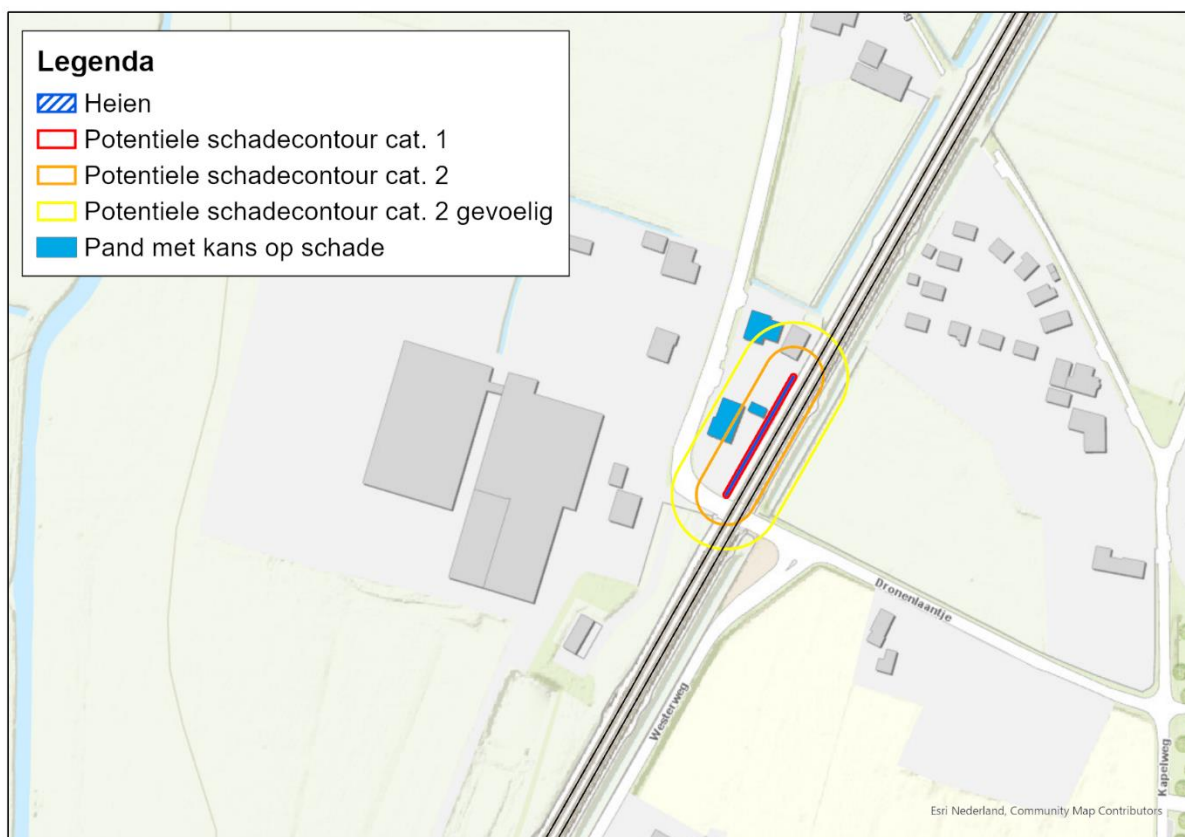 Legenda
Heien
Potentiele schadecontour cat. 1
Potentiele schadecontour cat. 2
Potentiele schadecontour cat. 2 gevoelig
Pand met kans op schade
Dronenlaantje
Westerweg
Kapelweg
Esri Nederland, Community Map Contributors